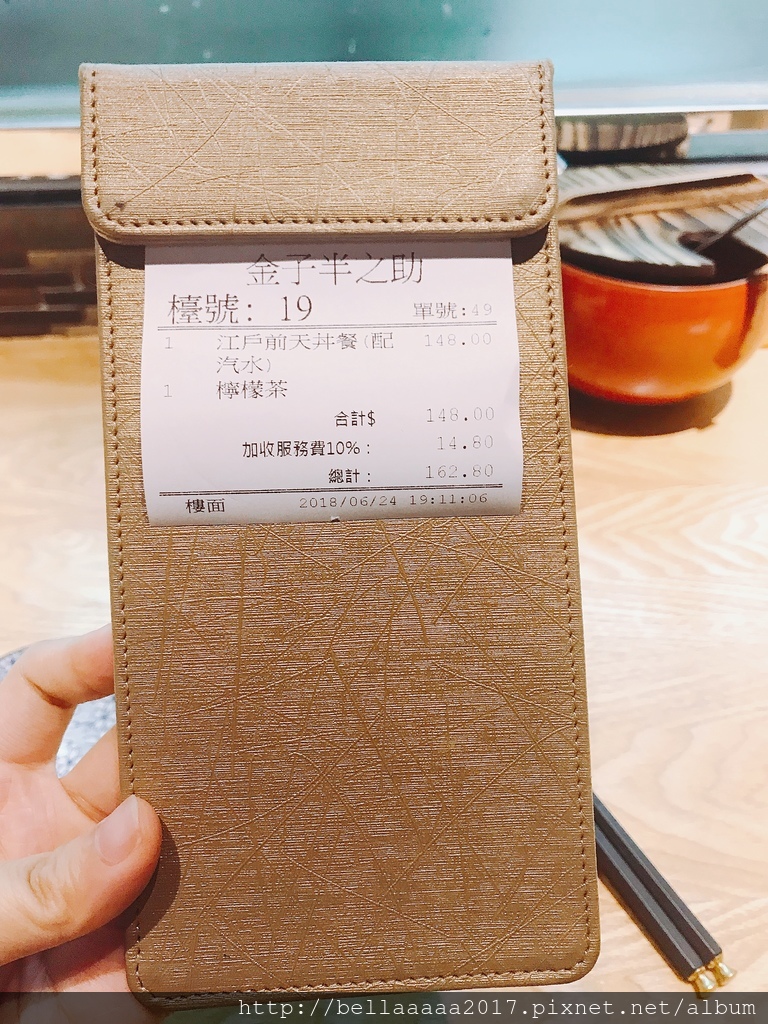 金子半之助
檯號: 19 單號:49
1 江戶前天丼餐(配 148.00
汽水)
1 檸檬茶
合計$ 148.00
加收服務費10%: 14.80
總計: 162.80
樓面 2018/06/24 19:11:06
http://bellaaaaa2017.pixnet.net/album